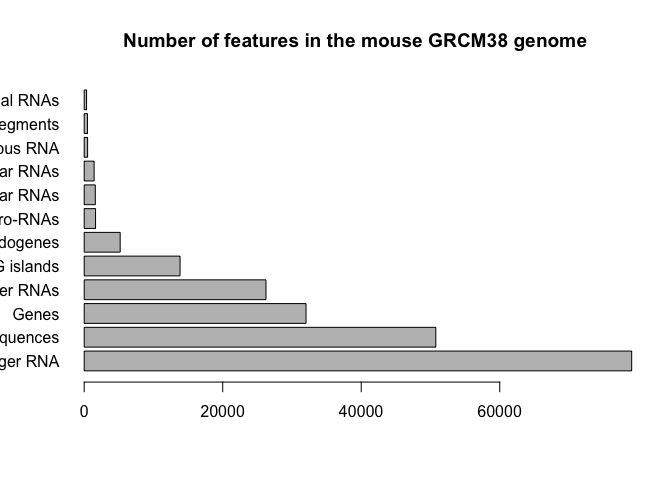 Number of features in the mouse GRCM38 genome
al RNAs
egments
ous RNA
ar RNAs
ar RNAs
ro-RNAs
dogenes
G islands
er RNAs
Genes
quences
ger RNA
0 20000 40000 60000